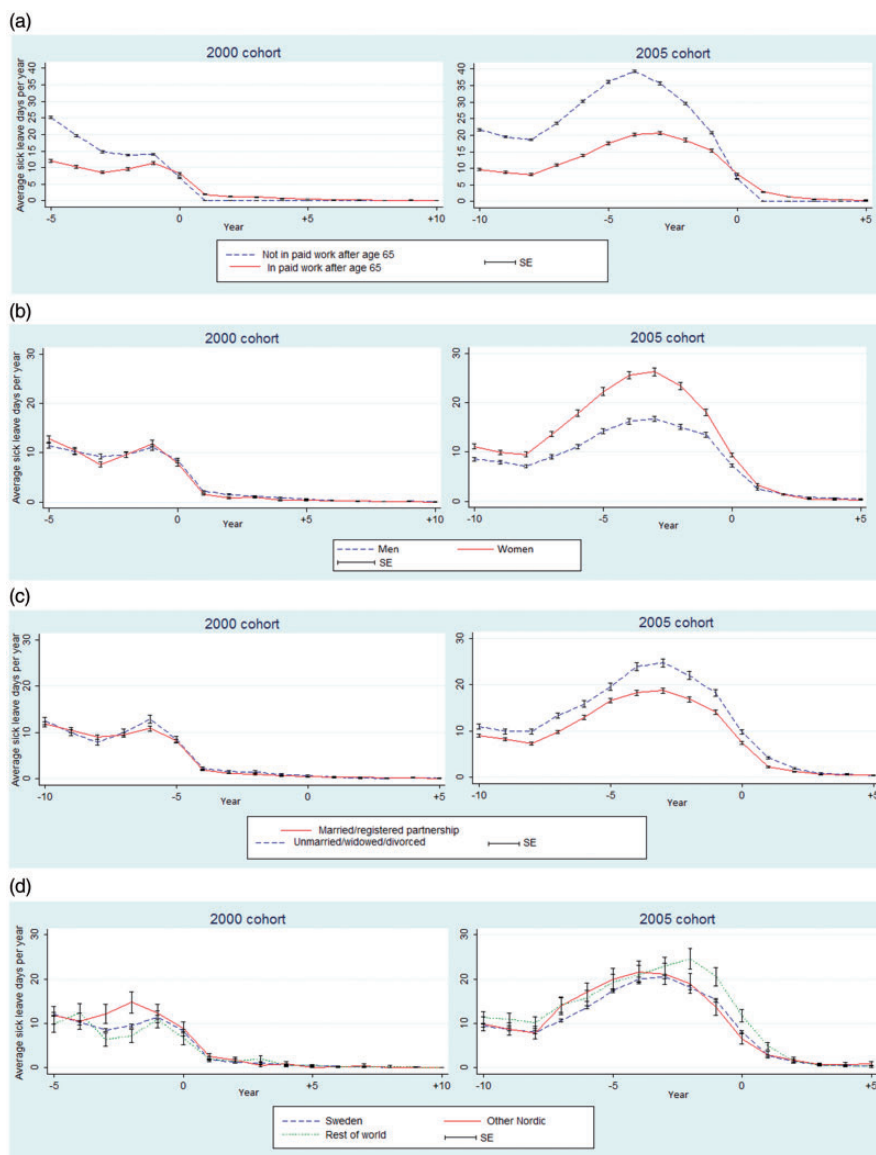 (a)
2000 cohort
2005 cohort
Average sick leave days per year
0 5 10 15 20 25 30 35 40
0 5 10 15 20 25 30 35 40
-5 0 +5 +10
-10 -5 0 +5
Year
Year
Not in paid work after age 65
In paid work after age 65
SE
(b)
2000 cohort
2005 cohort
Average sick leave days per year
0 10 20 30
0 10 20 30
-5 0 +5 +10
-10 -5 0 +5
Year
Year
Men
Women
SE
(c)
2000 cohort
2005 cohort
Average sick leave days per year
0 10 20 30
0 10 20 30
-10 -5 0 +5
-10 -5 0 +5
Year
Year
Married/registered partnership
Unmarried/widowed/divorced
SE
(d)
2000 cohort
2005 cohort
Average sick leave days per year
0 10 20 30
0 10 20 30
-5 0 +5 +10
-10 -5 0 +5
Year
Year
Sweden
Other Nordic
Rest of world
SE